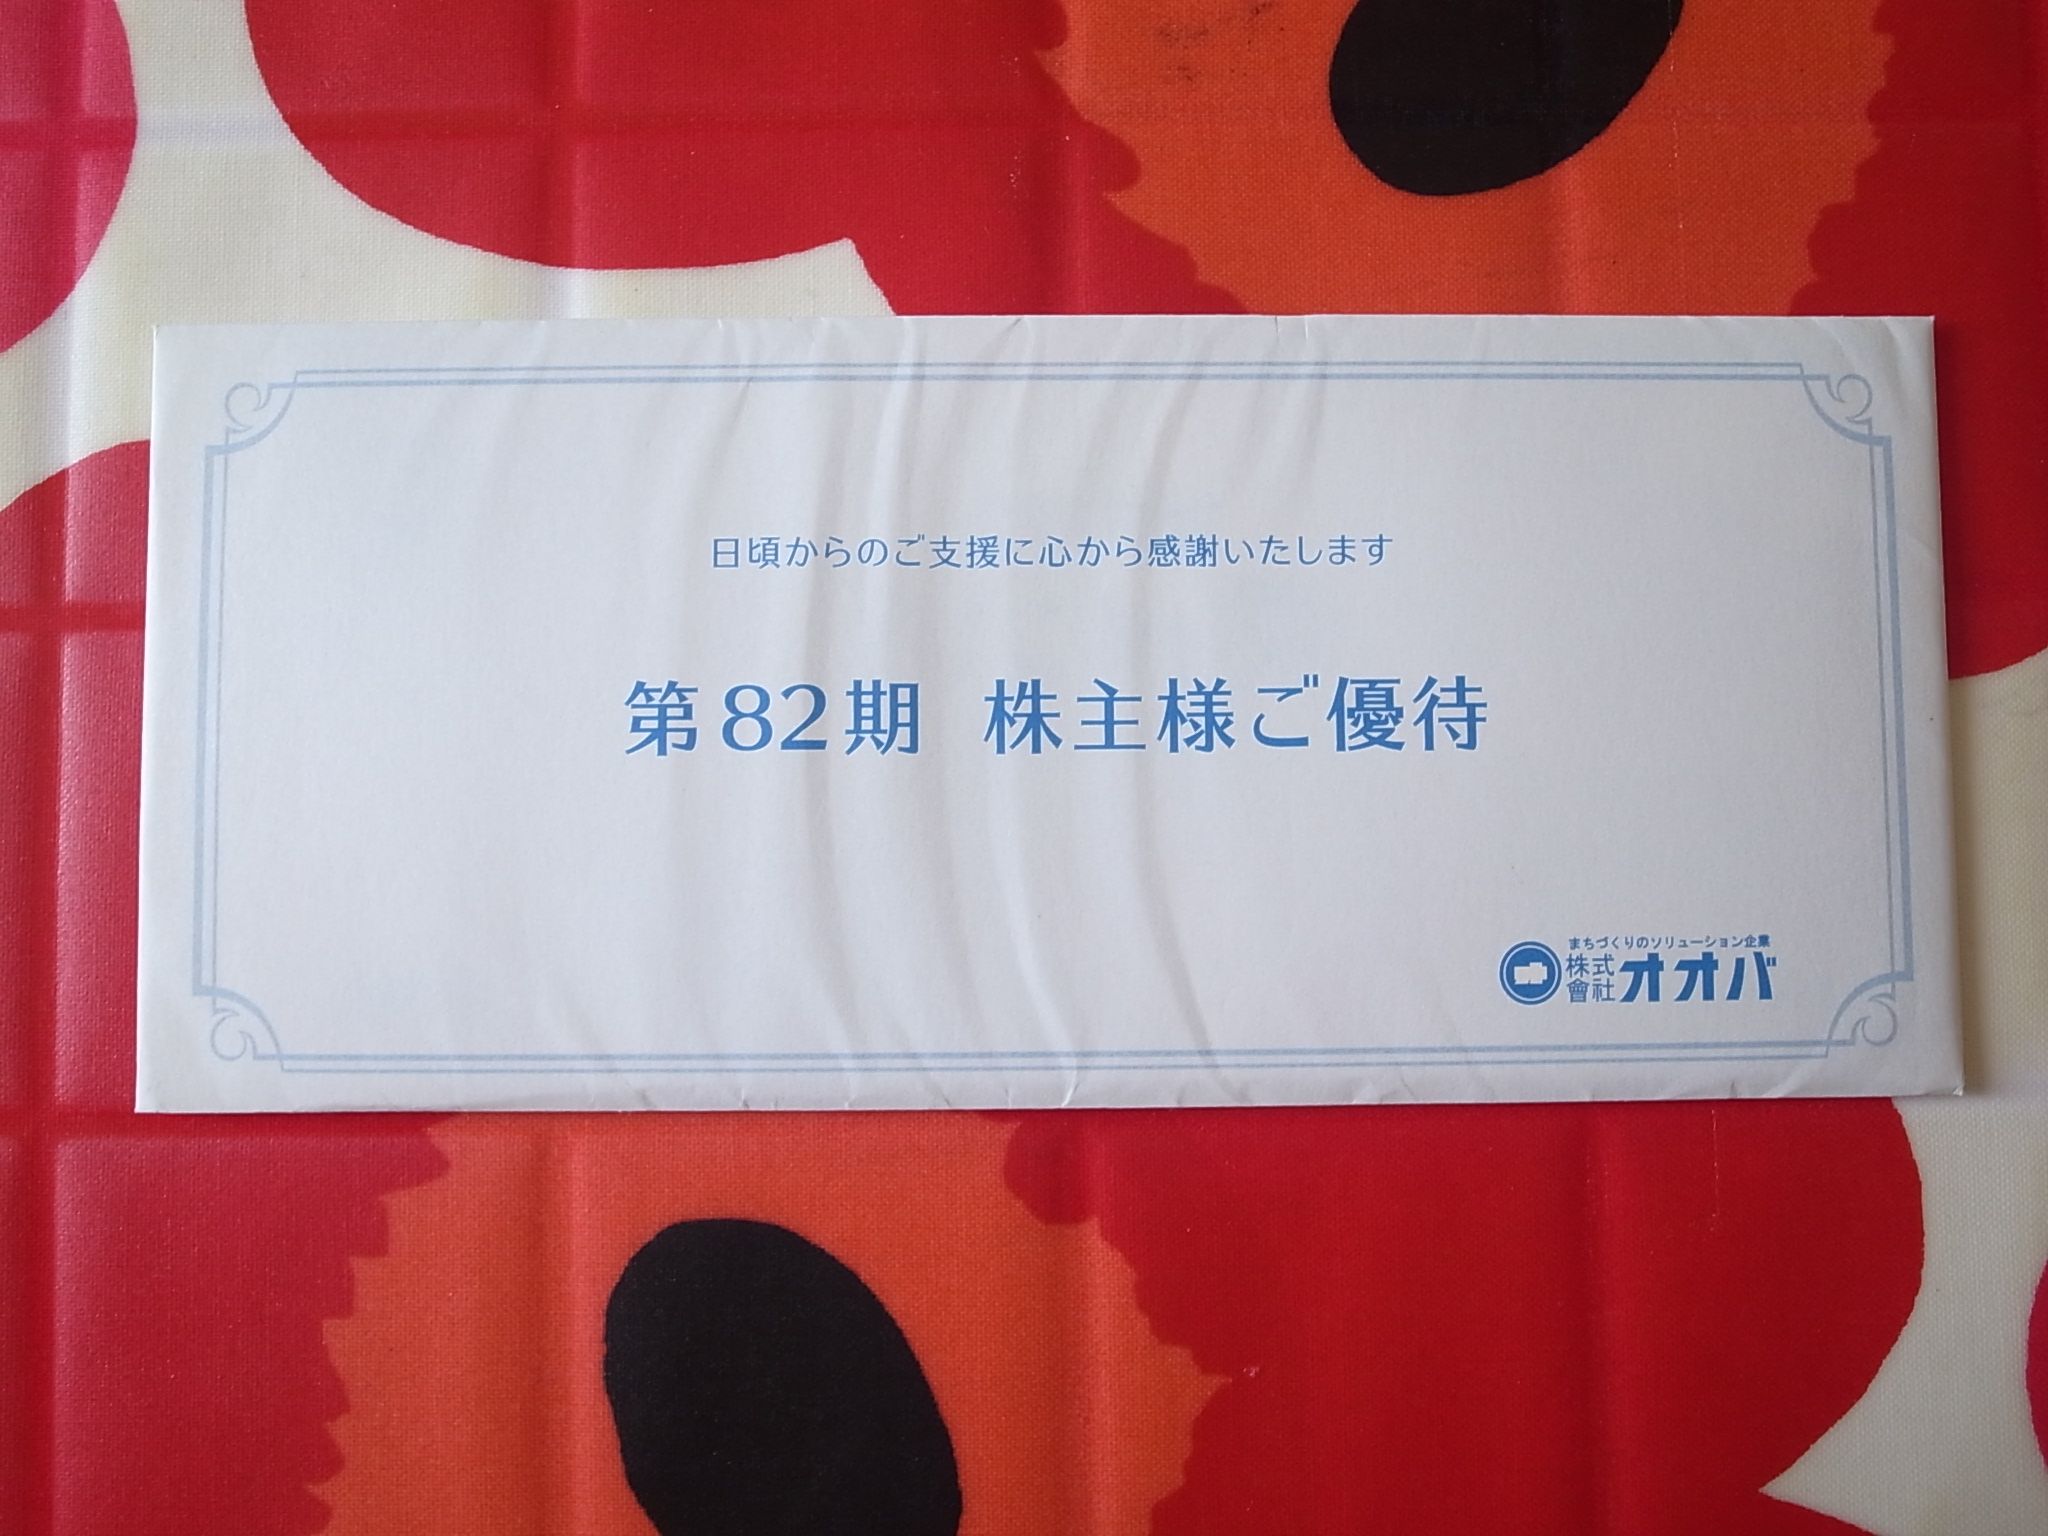 日頃からのご支援に心から感謝いたします
第82期 株主様ご優待
まちづくりのソリューション企業
株式會社オオバ